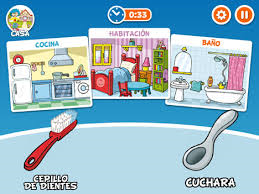 CASA
0:33
COCINA
HABITACIÓN
BAÑO
CEPILLO
DE DIENTES
CUCHARA